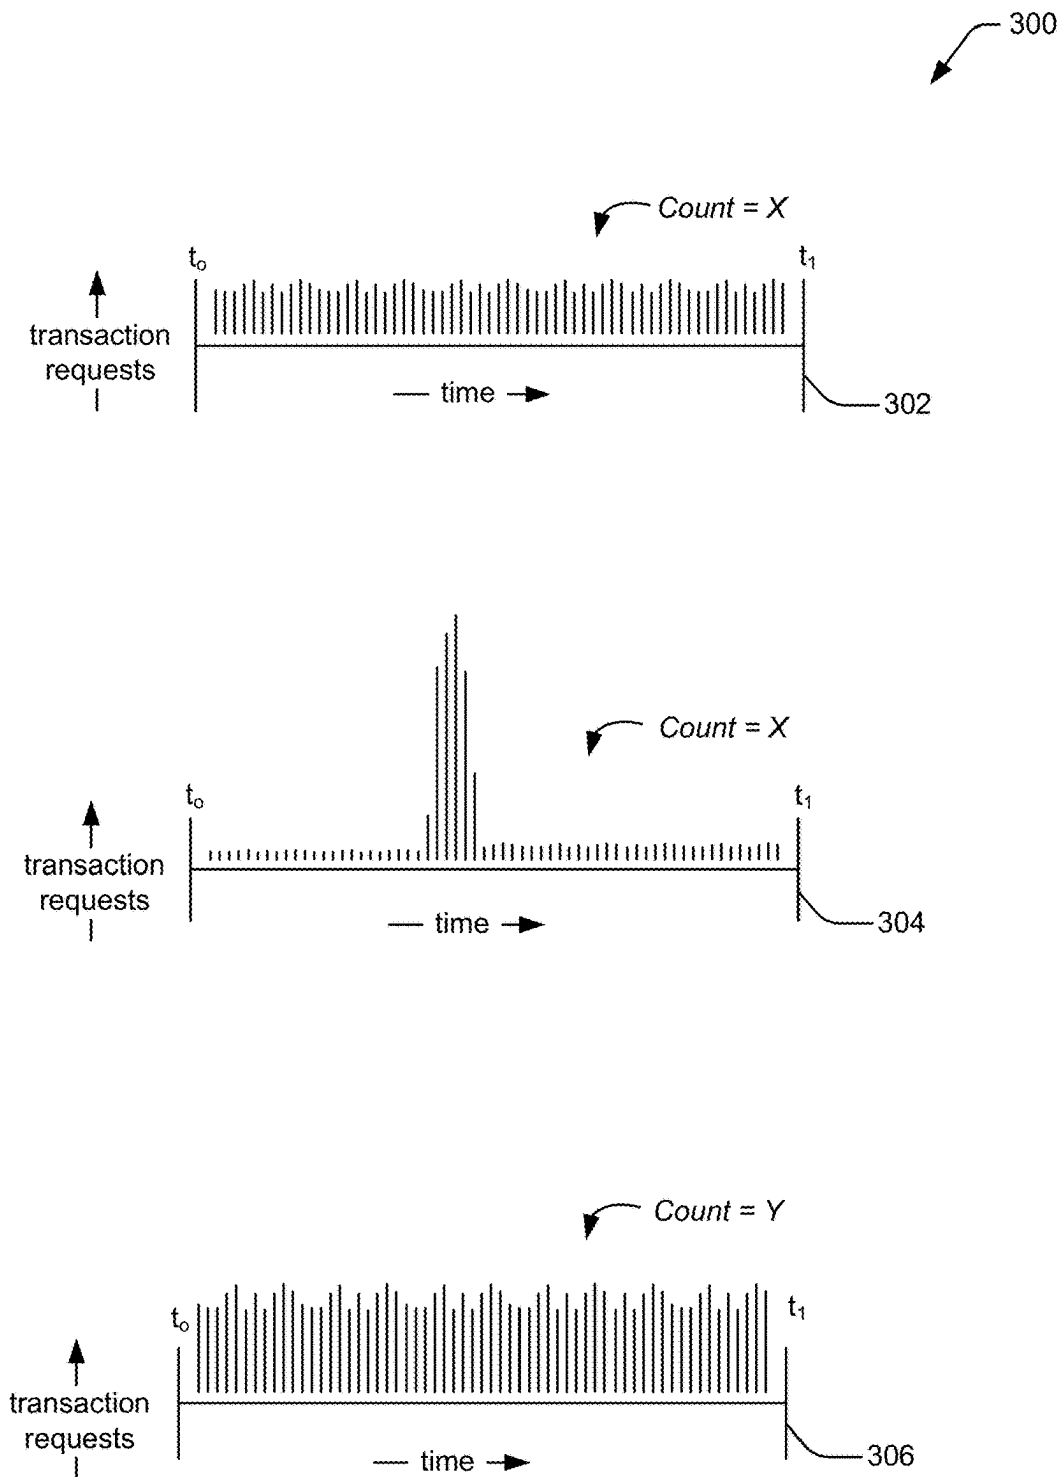 300
Count = X
t₀ t₁
transaction
requests
time
302
Count = X
t₀ t₁
transaction
requests
time
304
Count = Y
t₀ t₁
transaction
requests
time
306